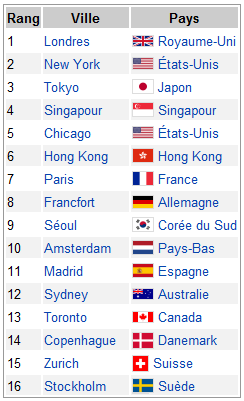 Rang Ville Pays
1 Londres Royaume-Uni
2 New York États-Unis
3 Tokyo Japon
4 Singapour Singapour
5 Chicago États-Unis
6 Hong Kong Hong Kong
7 Paris France
8 Francfort Allemagne
9 Séoul Corée du Sud
10 Amsterdam Pays-Bas
11 Madrid Espagne
12 Sydney Australie
13 Toronto Canada
14 Copenhague Danemark
15 Zurich Suisse
16 Stockholm Suède